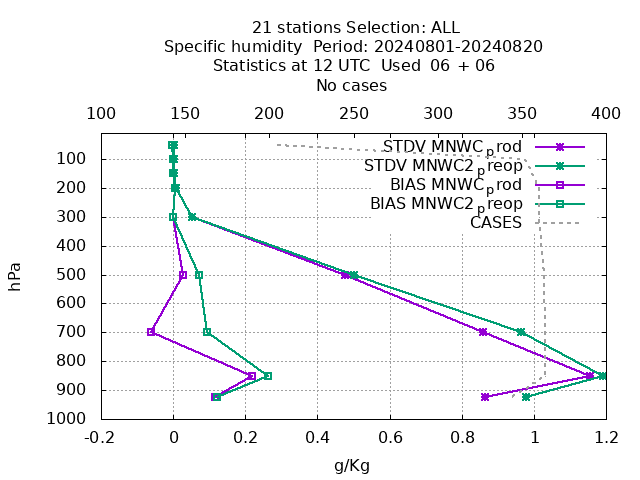 21 stations Selection: ALL
Specific humidity  Period: 20240801-20240820
Statistics at 12 UTC  Used  06 + 06
No cases
100 150 200 250 300 350 400
STDV MNWC_prod
STDV MNWC2_preop
BIAS MNWC_prod
BIAS MNWC2_preop
CASES
100
200
300
400
500
600
700
800
900
1000
hPa
-0.2 0 0.2 0.4 0.6 0.8 1 1.2
g/Kg